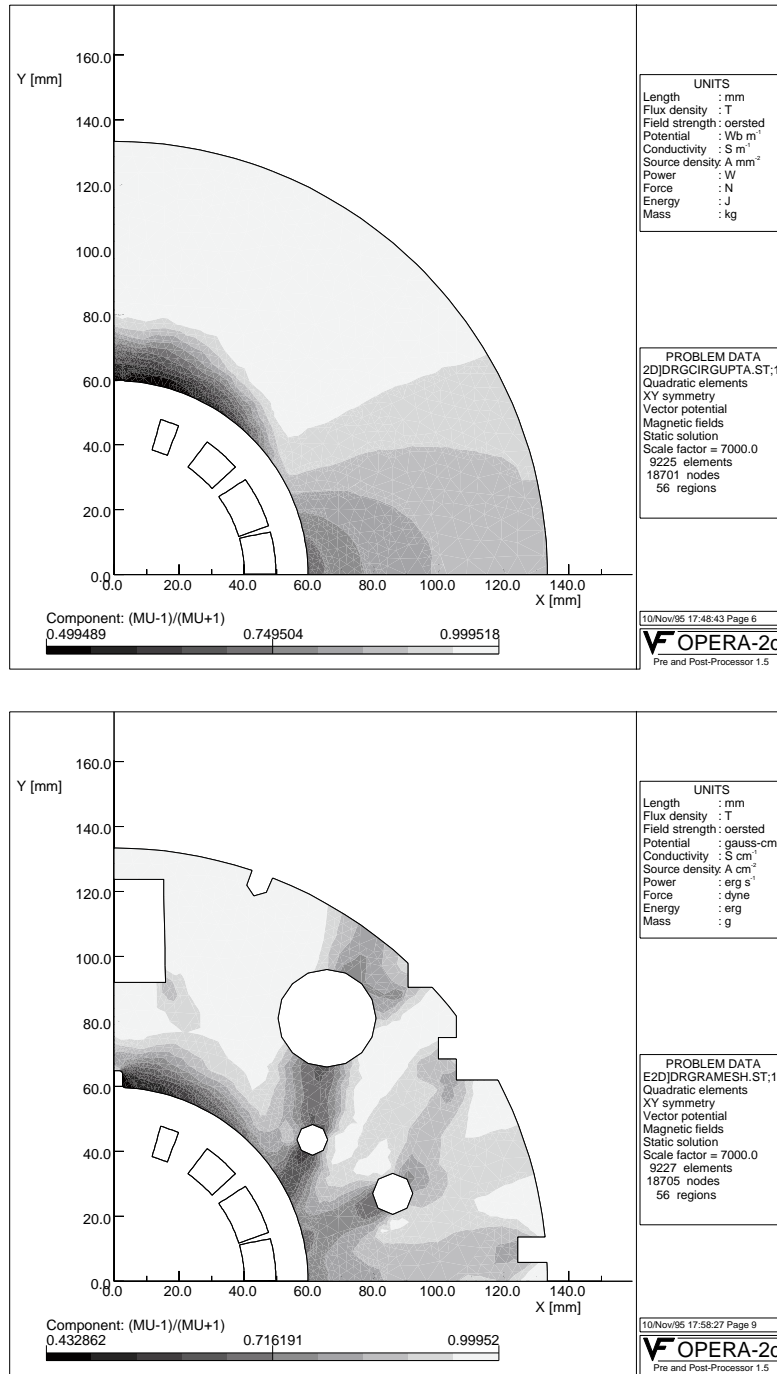 160.0
Y [mm]
140.0
120.0
100.0
80.0
60.0
40.0
20.0
0.0
0.0 20.0 40.0 60.0 80.0 100.0 120.0 140.0
X [mm]
Component: (MU-1)/(MU+1)
0.499489 0.749504 0.999518
UNITS
Length : mm
Flux density : T
Field strength : oersted
Potential : Wb m⁻¹
Conductivity : S m⁻¹
Source density: A mm⁻²
Power : W
Force : N
Energy : J
Mass : kg
PROBLEM DATA
2D]DRGCIRGUPTA.ST;1
Quadratic elements
XY symmetry
Vector potential
Magnetic fields
Static solution
Scale factor = 7000.0
9225 elements
18701 nodes
56 regions
10/Nov/95 17:48:43 Page 6
VF OPERA-2d
Pre and Post-Processor 1.5
160.0
Y [mm]
140.0
120.0
100.0
80.0
60.0
40.0
20.0
0.0
0.0 20.0 40.0 60.0 80.0 100.0 120.0 140.0
X [mm]
Component: (MU-1)/(MU+1)
0.432862 0.716191 0.99952
UNITS
Length : mm
Flux density : T
Field strength : oersted
Potential : gauss-cm
Conductivity : S cm⁻¹
Source density: A cm⁻²
Power : erg s⁻¹
Force : dyne
Energy : erg
Mass : g
PROBLEM DATA
E2D]DRGRAMESH.ST;1
Quadratic elements
XY symmetry
Vector potential
Magnetic fields
Static solution
Scale factor = 7000.0
9227 elements
18705 nodes
56 regions
10/Nov/95 17:58:27 Page 9
VF OPERA-2d
Pre and Post-Processor 1.5